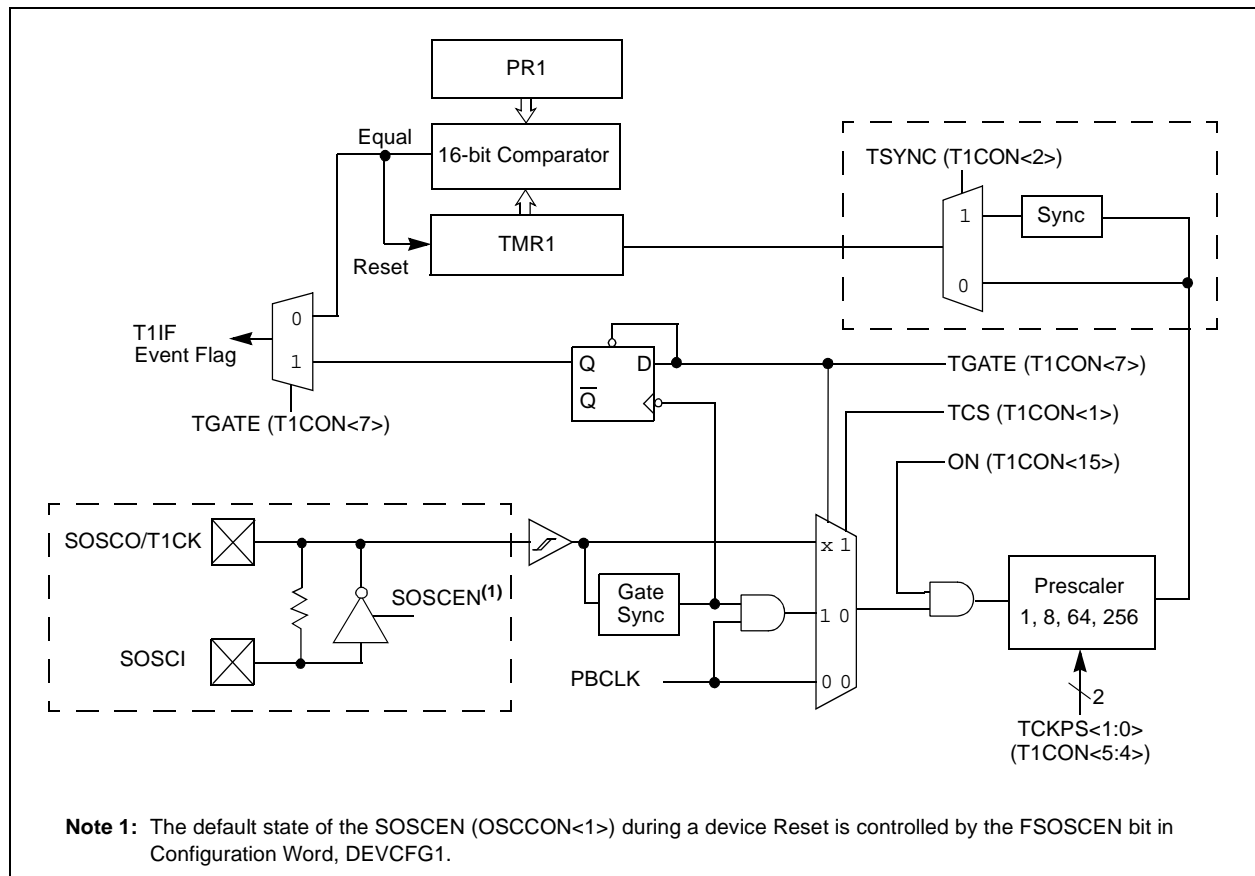 PR1
Equal
16-bit Comparator
TSYNC (T1CON<2>)
1
Sync
TMR1
Reset
0
0
T1IF
Event Flag
1
Q
D
Q̅
TGATE (T1CON<7>)
TGATE (T1CON<7>)
TCS (T1CON<1>)
ON (T1CON<15>)
SOSCO/T1CK
x 1
SOSCEN(1)
Gate
Sync
1 0
Prescaler
1, 8, 64, 256
SOSCI
PBCLK
0 0
2
TCKPS<1:0>
(T1CON<5:4>)
Note 1: The default state of the SOSCEN (OSCCON<1>) during a device Reset is controlled by the FSOSCEN bit in
Configuration Word, DEVCFG1.